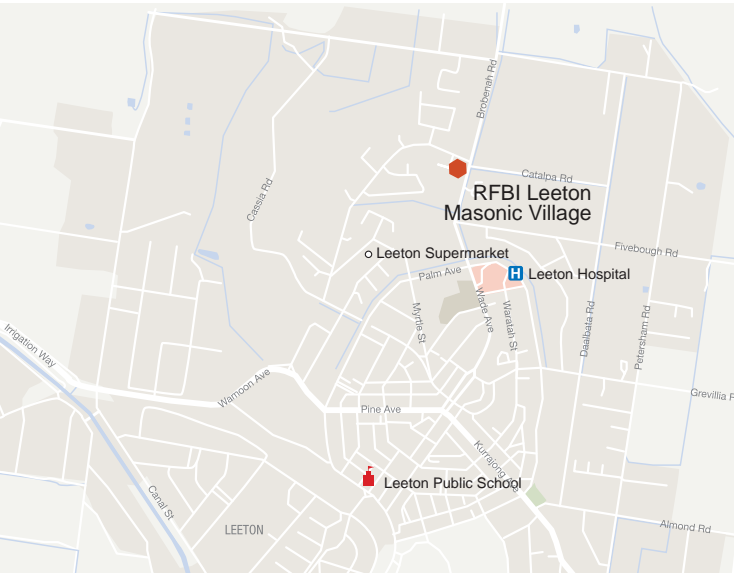 Brobenah Rd
Catalpa Rd
RFBI Leeton
Masonic Village
Cassia Rd
Fivebough Rd
Leeton Supermarket
Palm Ave
Leeton Hospital
Wade Ave
Waratah St
Myrtle St
Daalbata Rd
Petersham Rd
Irrigation Way
Wamoon Ave
Grevillia
Pine Ave
Kurrajong
Leeton Public School
Canal St
LEETON
Almond Rd